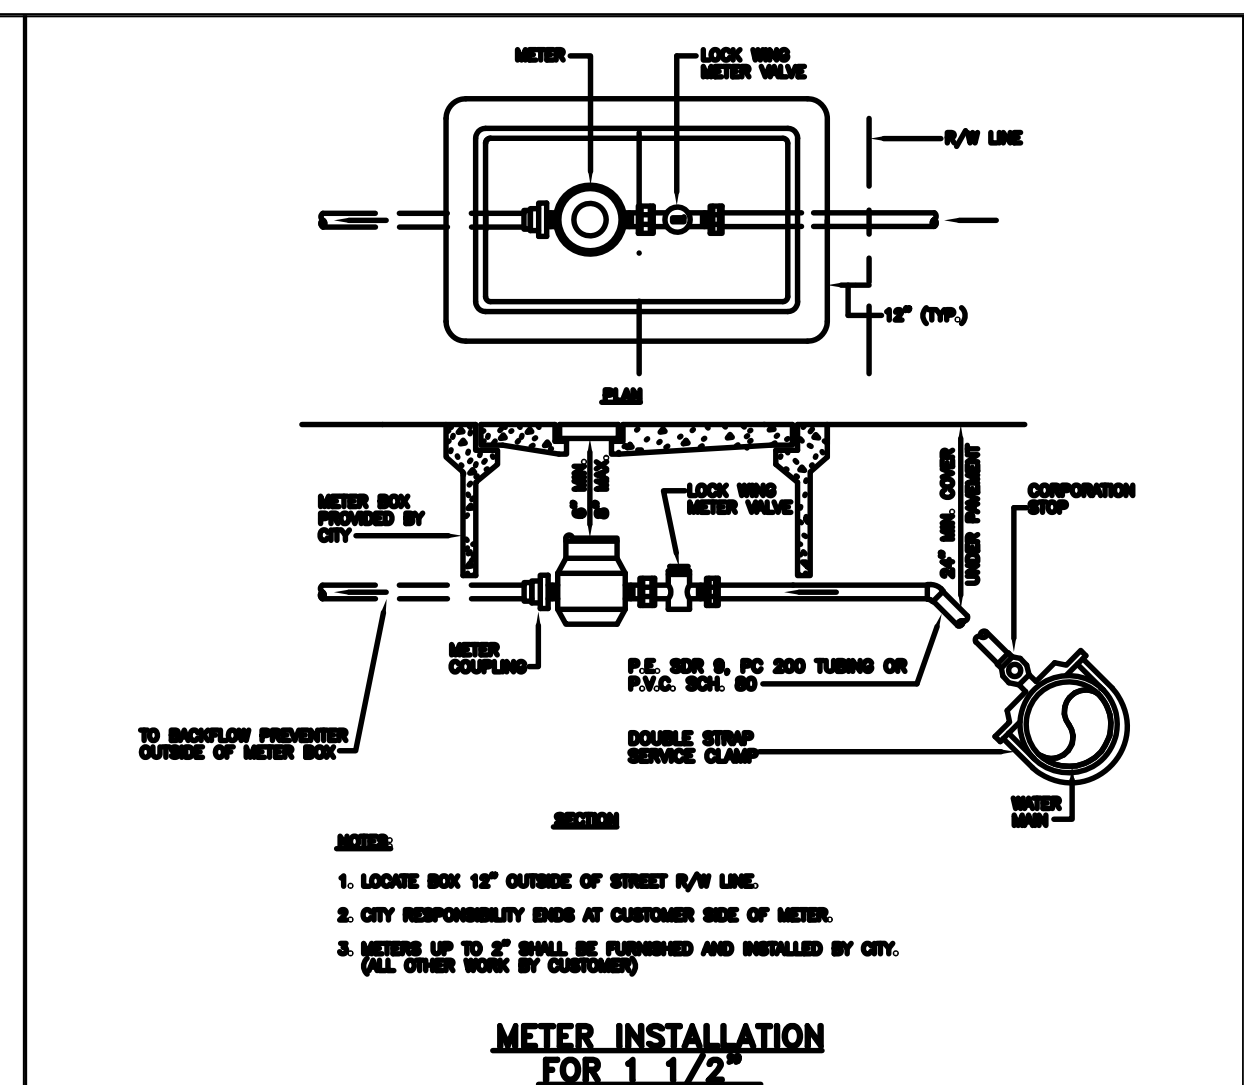 METER
LOCK WING
METER VALVE
R/W LINE
12" (TYP.)
PLAN
METER BOX
PROVIDED BY
CITY
6" MIN.
8" MAX.
LOCK WING
METER VALVE
24" MIN. COVER
UNDER PAVEMENT
CORPORATION
STOP
METER
COUPLING
P.E. SDR 9, PC 200 TUBING OR
P.V.C. SCH. 80
TO BACKFLOW PREVENTER
OUTSIDE OF METER BOX
DOUBLE STRAP
SERVICE CLAMP
WATER
MAIN
SECTION
NOTES:
1. LOCATE BOX 12" OUTSIDE OF STREET R/W LINE.
2. CITY RESPONSIBILITY ENDS AT CUSTOMER SIDE OF METER.
3. METERS UP TO 2" SHALL BE FURNISHED AND INSTALLED BY CITY.
(ALL OTHER WORK BY CUSTOMER)
METER INSTALLATION
FOR 1 1/2"